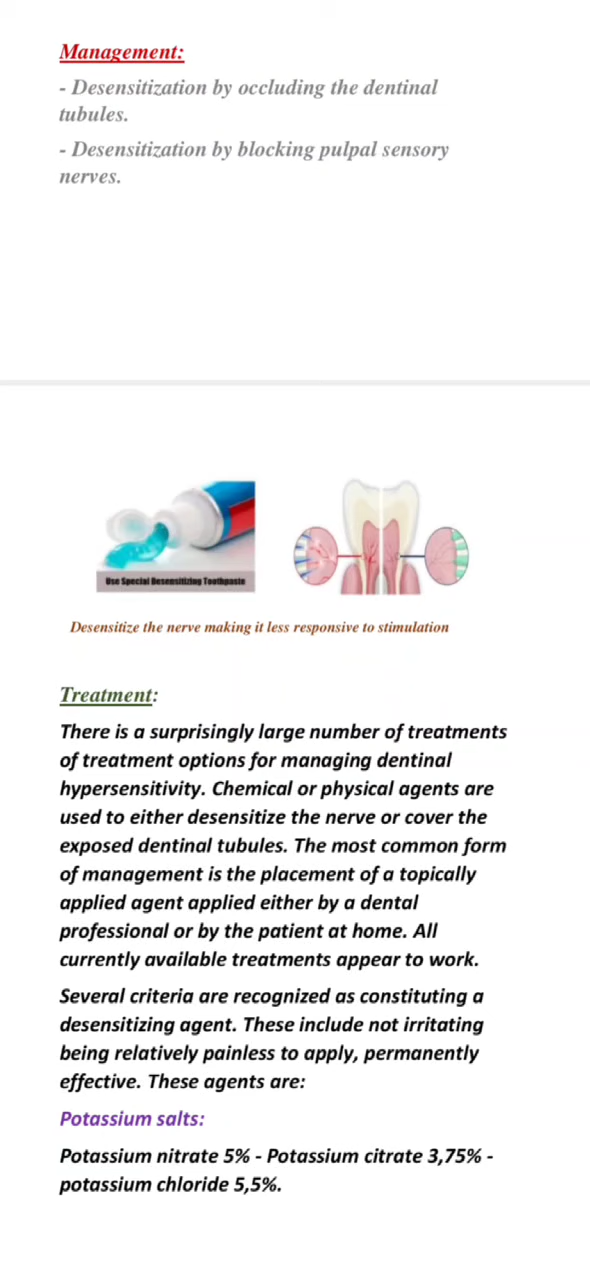 Management:
- Desensitization by occluding the dentinal
tubules.
- Desensitization by blocking pulpal sensory
nerves.
Use Special Desensitizing Toothpaste
Desensitize the nerve making it less responsive to stimulation
Treatment:
There is a surprisingly large number of treatments
of treatment options for managing dentinal
hypersensitivity. Chemical or physical agents are
used to either desensitize the nerve or cover the
exposed dentinal tubules. The most common form
of management is the placement of a topically
applied agent applied either by a dental
professional or by the patient at home. All
currently available treatments appear to work.
Several criteria are recognized as constituting a
desensitizing agent. These include not irritating
being relatively painless to apply, permanently
effective. These agents are:
Potassium salts:
Potassium nitrate 5% - Potassium citrate 3,75% -
potassium chloride 5,5%.